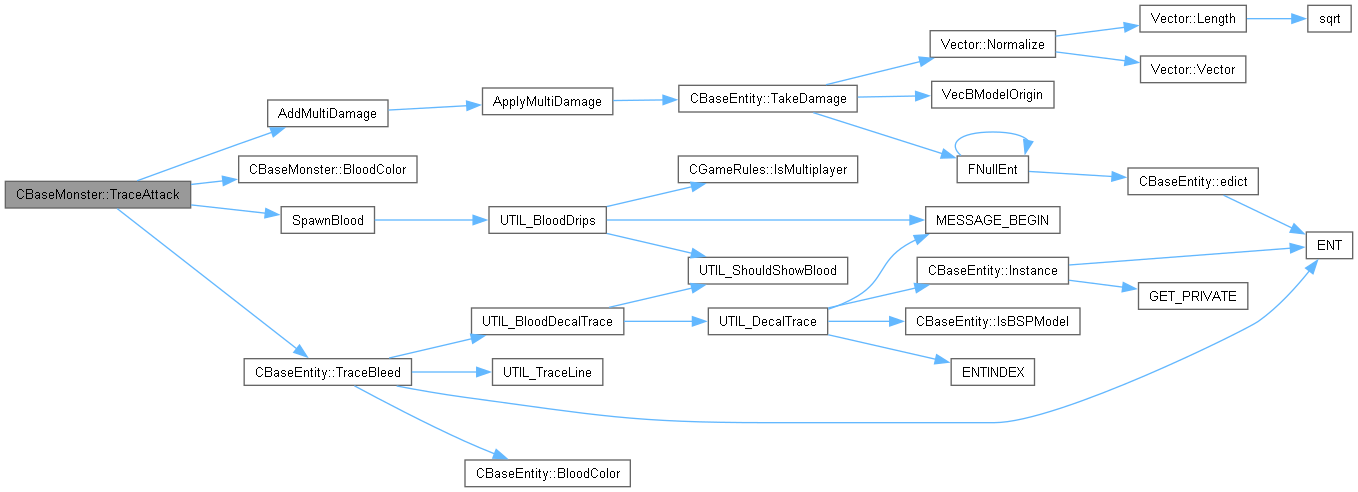 CBaseMonster::TraceAttack
AddMultiDamage
ApplyMultiDamage
CBaseEntity::TakeDamage
Vector::Normalize
Vector::Length
sqrt
Vector::Vector
VecBModelOrigin
FNullEnt
CBaseEntity::edict
ENT
CBaseMonster::BloodColor
SpawnBlood
UTIL_BloodDrips
CGameRules::IsMultiplayer
MESSAGE_BEGIN
UTIL_ShouldShowBlood
CBaseEntity::TraceBleed
UTIL_BloodDecalTrace
UTIL_DecalTrace
CBaseEntity::Instance
GET_PRIVATE
CBaseEntity::IsBSPModel
ENTINDEX
UTIL_TraceLine
CBaseEntity::BloodColor